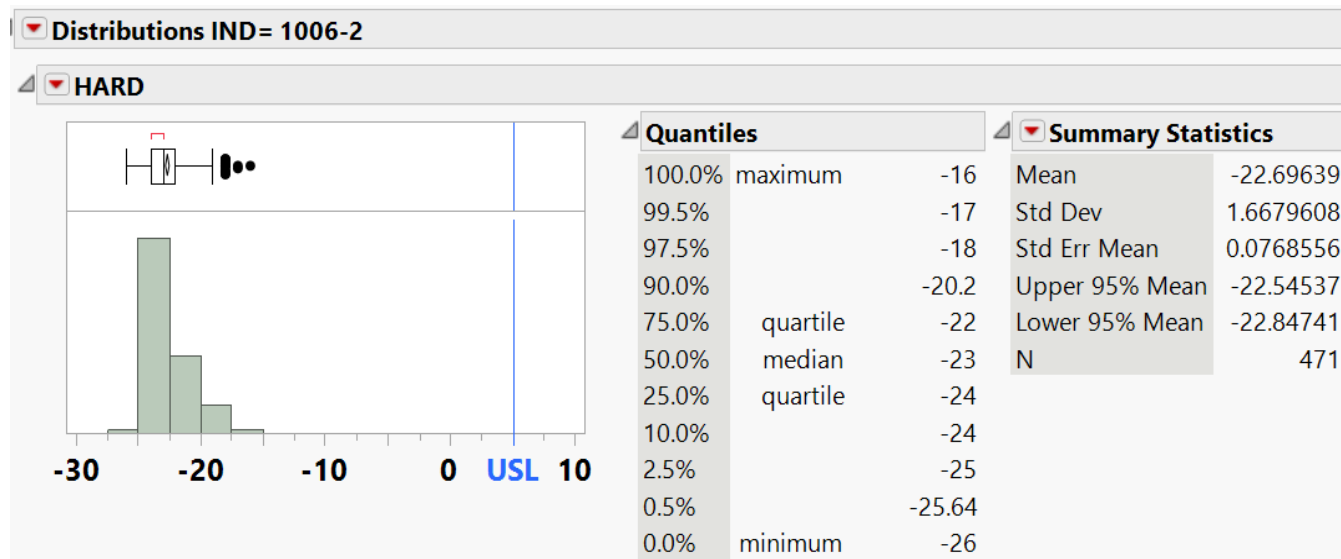 Distributions IND= 1006-2
HARD
-30 -20 -10 0 USL 10
Quantiles
100.0% maximum -16
99.5% -17
97.5% -18
90.0% -20.2
75.0% quartile -22
50.0% median -23
25.0% quartile -24
10.0% -24
2.5% -25
0.5% -25.64
0.0% minimum -26
Summary Statistics
Mean -22.69639
Std Dev 1.6679608
Std Err Mean 0.0768556
Upper 95% Mean -22.54537
Lower 95% Mean -22.84741
N 471